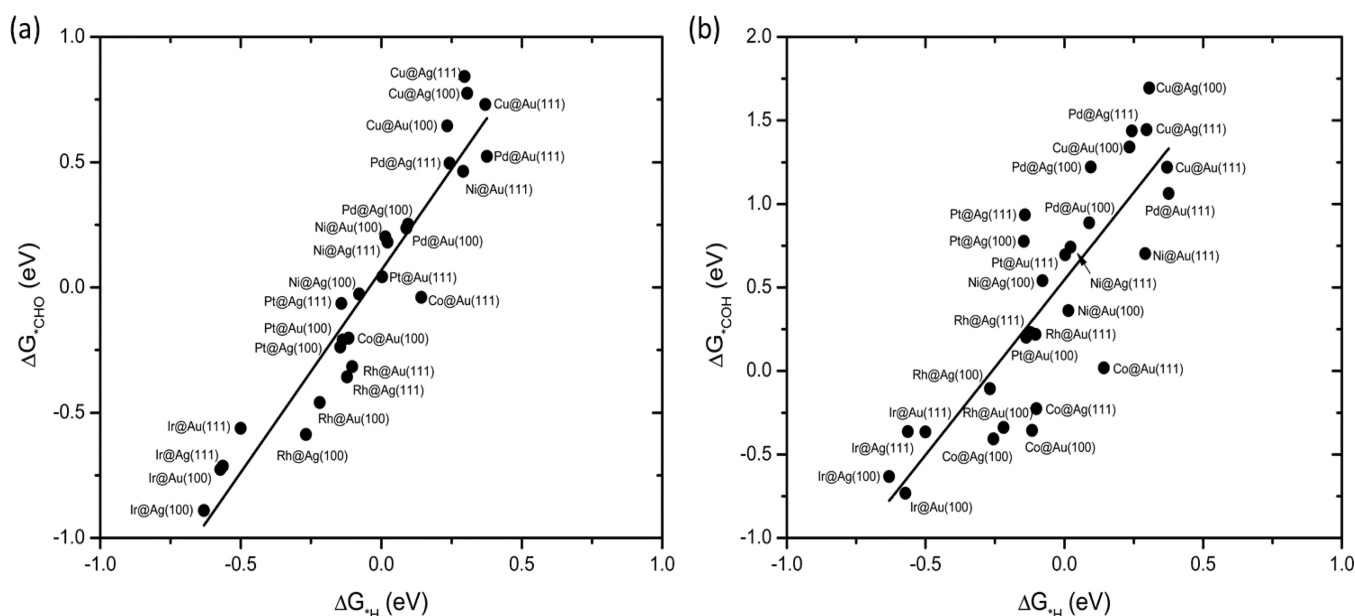 (a)
1.0
0.5
0.0
-0.5
-1.0
ΔG*CHO (eV)
Cu@Ag(111)
Cu@Ag(100)
Cu@Au(111)
Cu@Au(100)
Pd@Ag(111)
Pd@Au(111)
Ni@Au(111)
Pd@Ag(100)
Ni@Au(100)
Pd@Au(100)
Ni@Ag(111)
Ni@Ag(100)
Pt@Au(111)
Pt@Ag(111)
Co@Au(111)
Pt@Au(100)
Co@Au(100)
Pt@Ag(100)
Rh@Au(111)
Rh@Ag(111)
Rh@Au(100)
Ir@Au(111)
Rh@Ag(100)
Ir@Ag(111)
Ir@Au(100)
Ir@Ag(100)
-1.0
-0.5
0.0
0.5
1.0
ΔG*H (eV)
(b)
2.0
1.5
1.0
0.5
0.0
-0.5
-1.0
ΔG*COH (eV)
Cu@Ag(100)
Pd@Ag(111)
Cu@Ag(111)
Cu@Au(100)
Pd@Ag(100)
Cu@Au(111)
Pd@Au(111)
Pt@Ag(111)
Pd@Au(100)
Pt@Ag(100)
Pt@Au(111)
Ni@Au(111)
Ni@Ag(100)
Ni@Ag(111)
Ni@Au(100)
Rh@Ag(111)
Rh@Au(111)
Pt@Au(100)
Rh@Ag(100)
Co@Au(111)
Ir@Au(111)
Rh@Au(100)
Co@Ag(111)
Ir@Ag(111)
Co@Ag(100)
Co@Au(100)
Ir@Ag(100)
Ir@Au(100)
-1.0
-0.5
0.0
0.5
1.0
ΔG*H (eV)